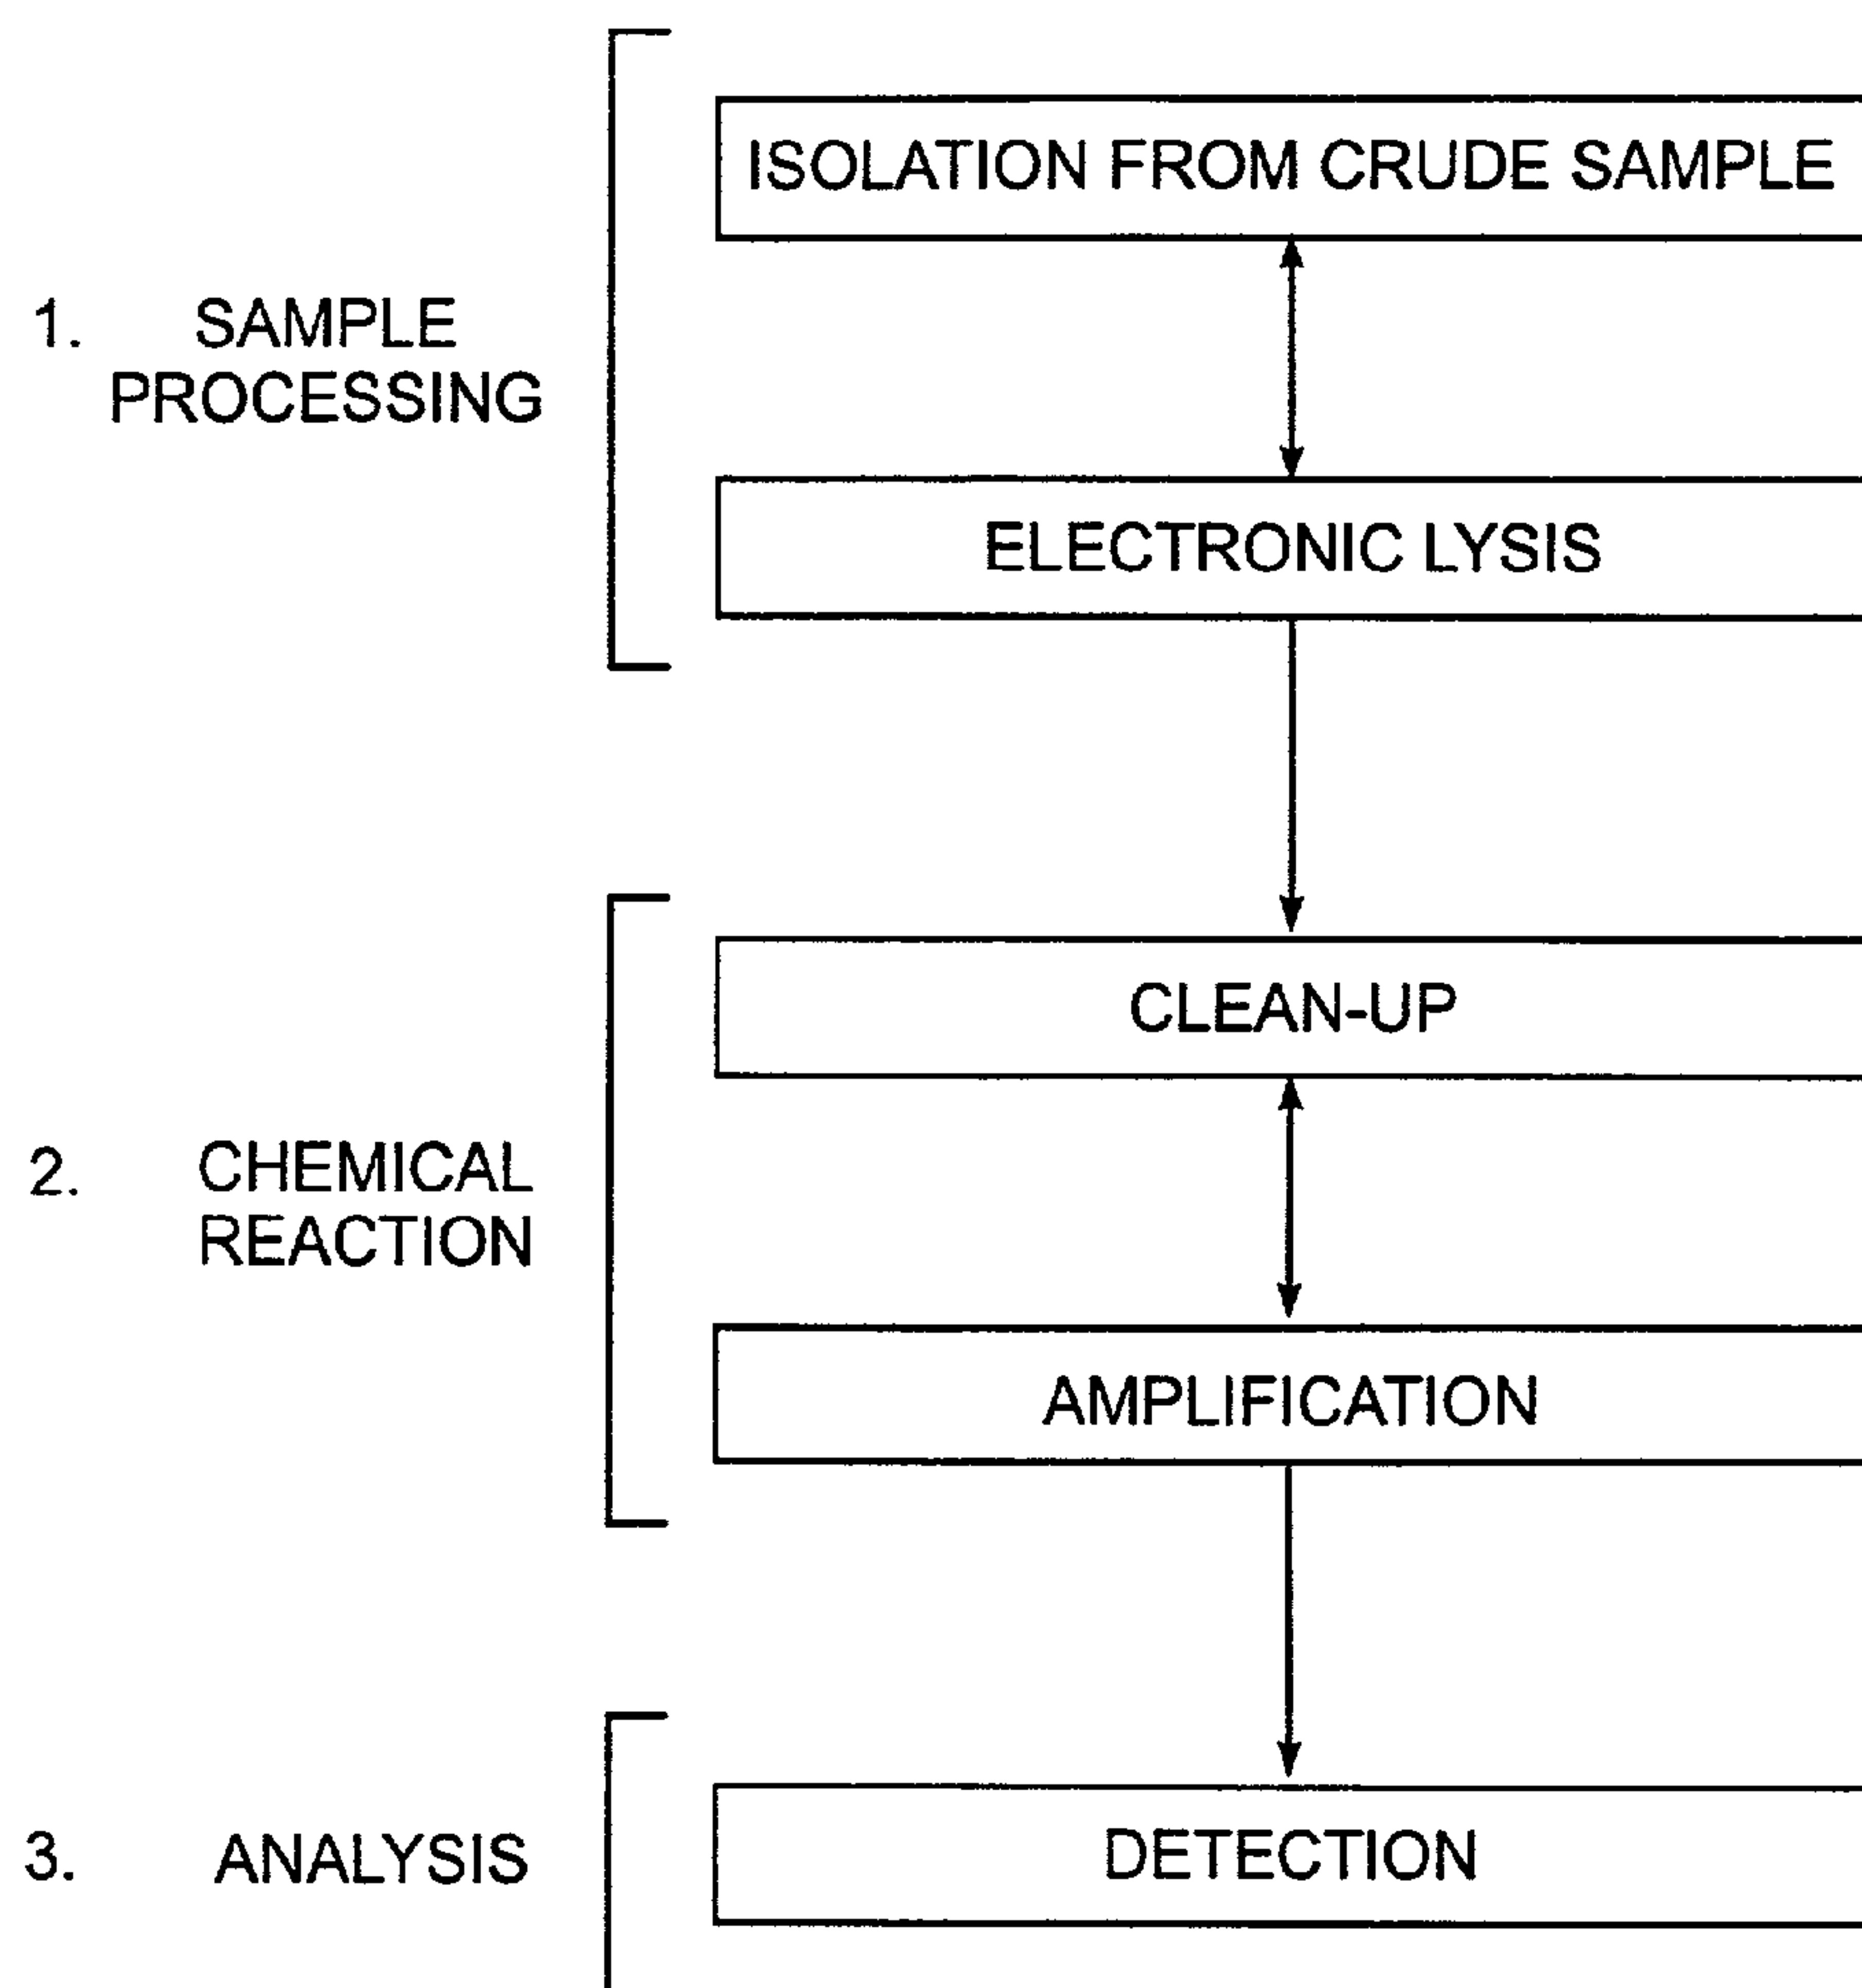 ISOLATION FROM CRUDE SAMPLE
1. SAMPLE
PROCESSING
ELECTRONIC LYSIS
CLEAN-UP
2. CHEMICAL
REACTION
AMPLIFICATION
3. ANALYSIS
DETECTION